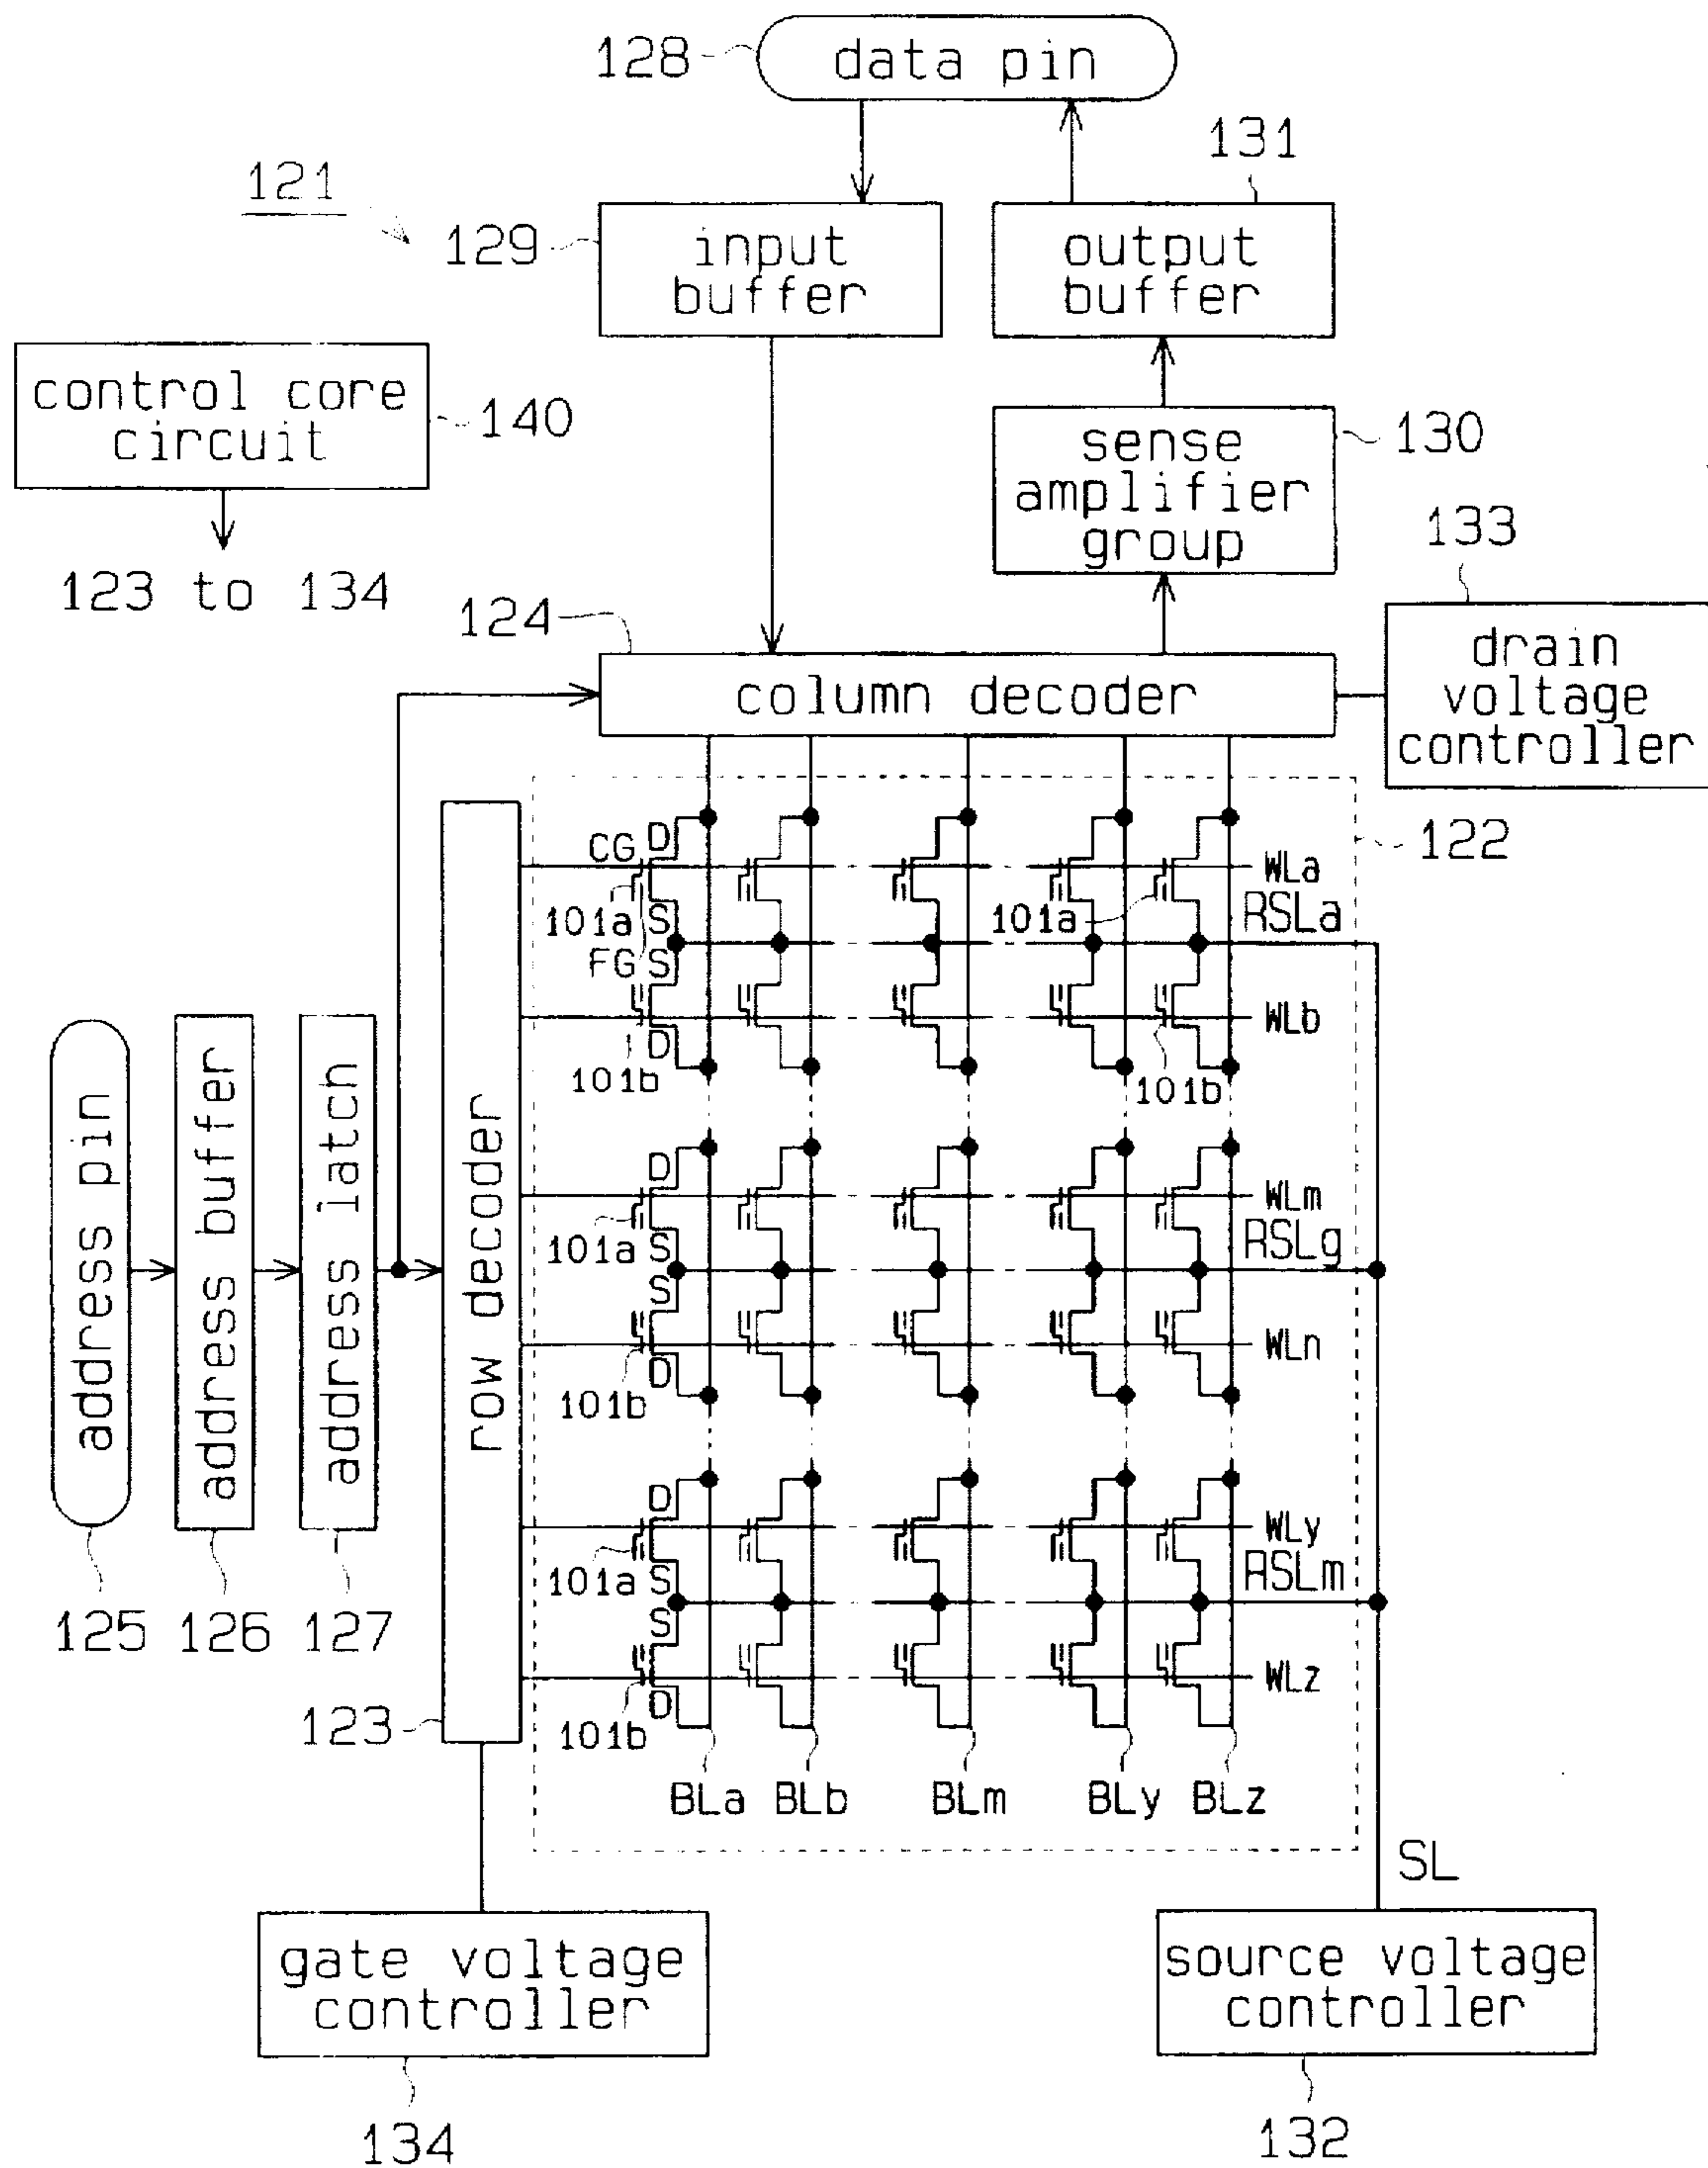 128
data pin
131
121
129
input
buffer
output
buffer
control core
circuit
140
sense
amplifier
group
130
133
123 to 134
124
column decoder
drain
voltage
controller
122
CG
D
WLa
101a
S
101a
RSLa
FG
S
WLb
D
101b
101b
D
WLm
101a
S
RSLg
S
WLn
D
101b
D
WLy
101a
S
RSLm
S
WLz
D
101b
address pin
address buffer
address latch
row decoder
125
126
127
123
BLa
BLb
BLm
BLy
BLz
SL
gate voltage
controller
source voltage
controller
134
132